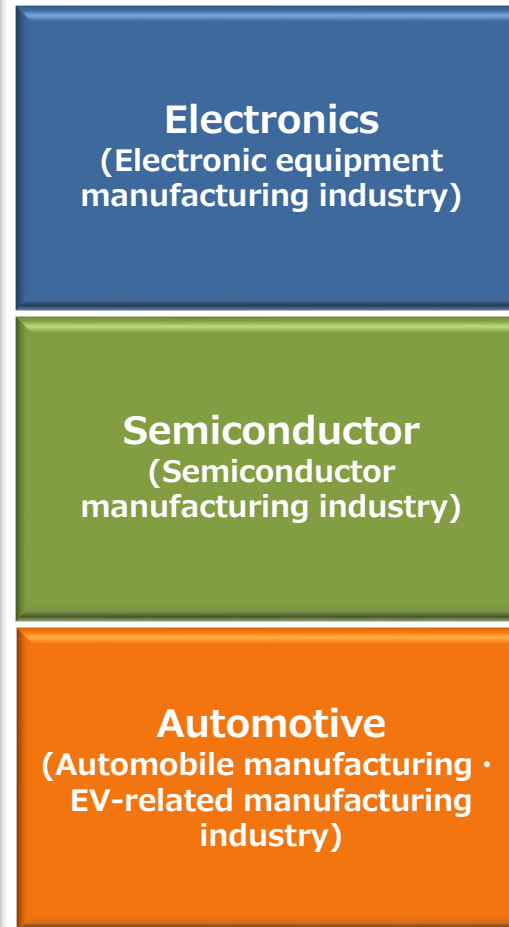 Electronics
(Electronic equipment
manufacturing industry)
Semiconductor
(Semiconductor
manufacturing industry)
Automotive
(Automobile manufacturing・
EV-related manufacturing
industry)